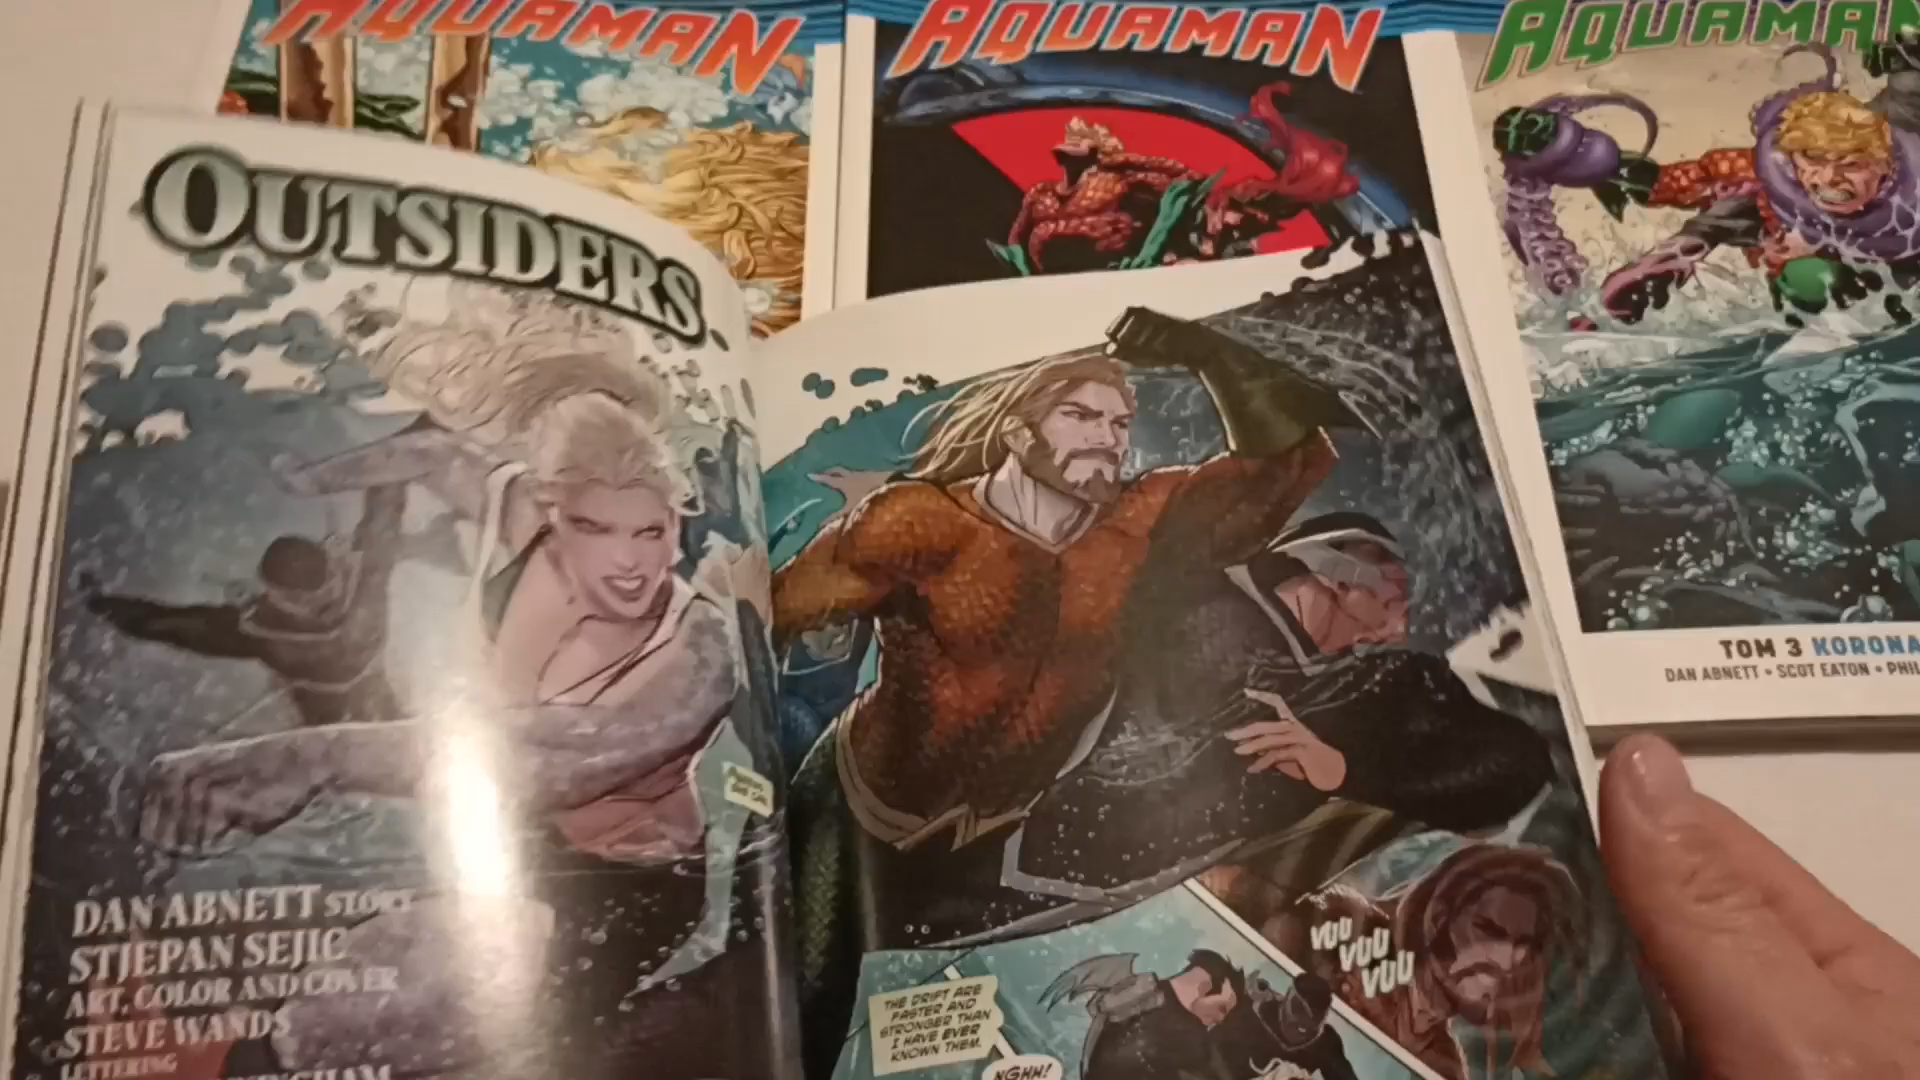 AQUAMAN
AQUAMAN
AQUAMAN
TOM 3 KORONA
DAN ABNETT • SCOT EATON • PHIL
OUTSIDERS
DAN ABNETT STORY
STJEPAN SEJIC
ART, COLOR AND COVER
STEVE WANDS
LETTERING
VUU
VUU
VUU
THE DRIFT ARE
FASTER AND
STRONGER THAN
I HAVE EVER
KNOWN THEM.
NGHH!